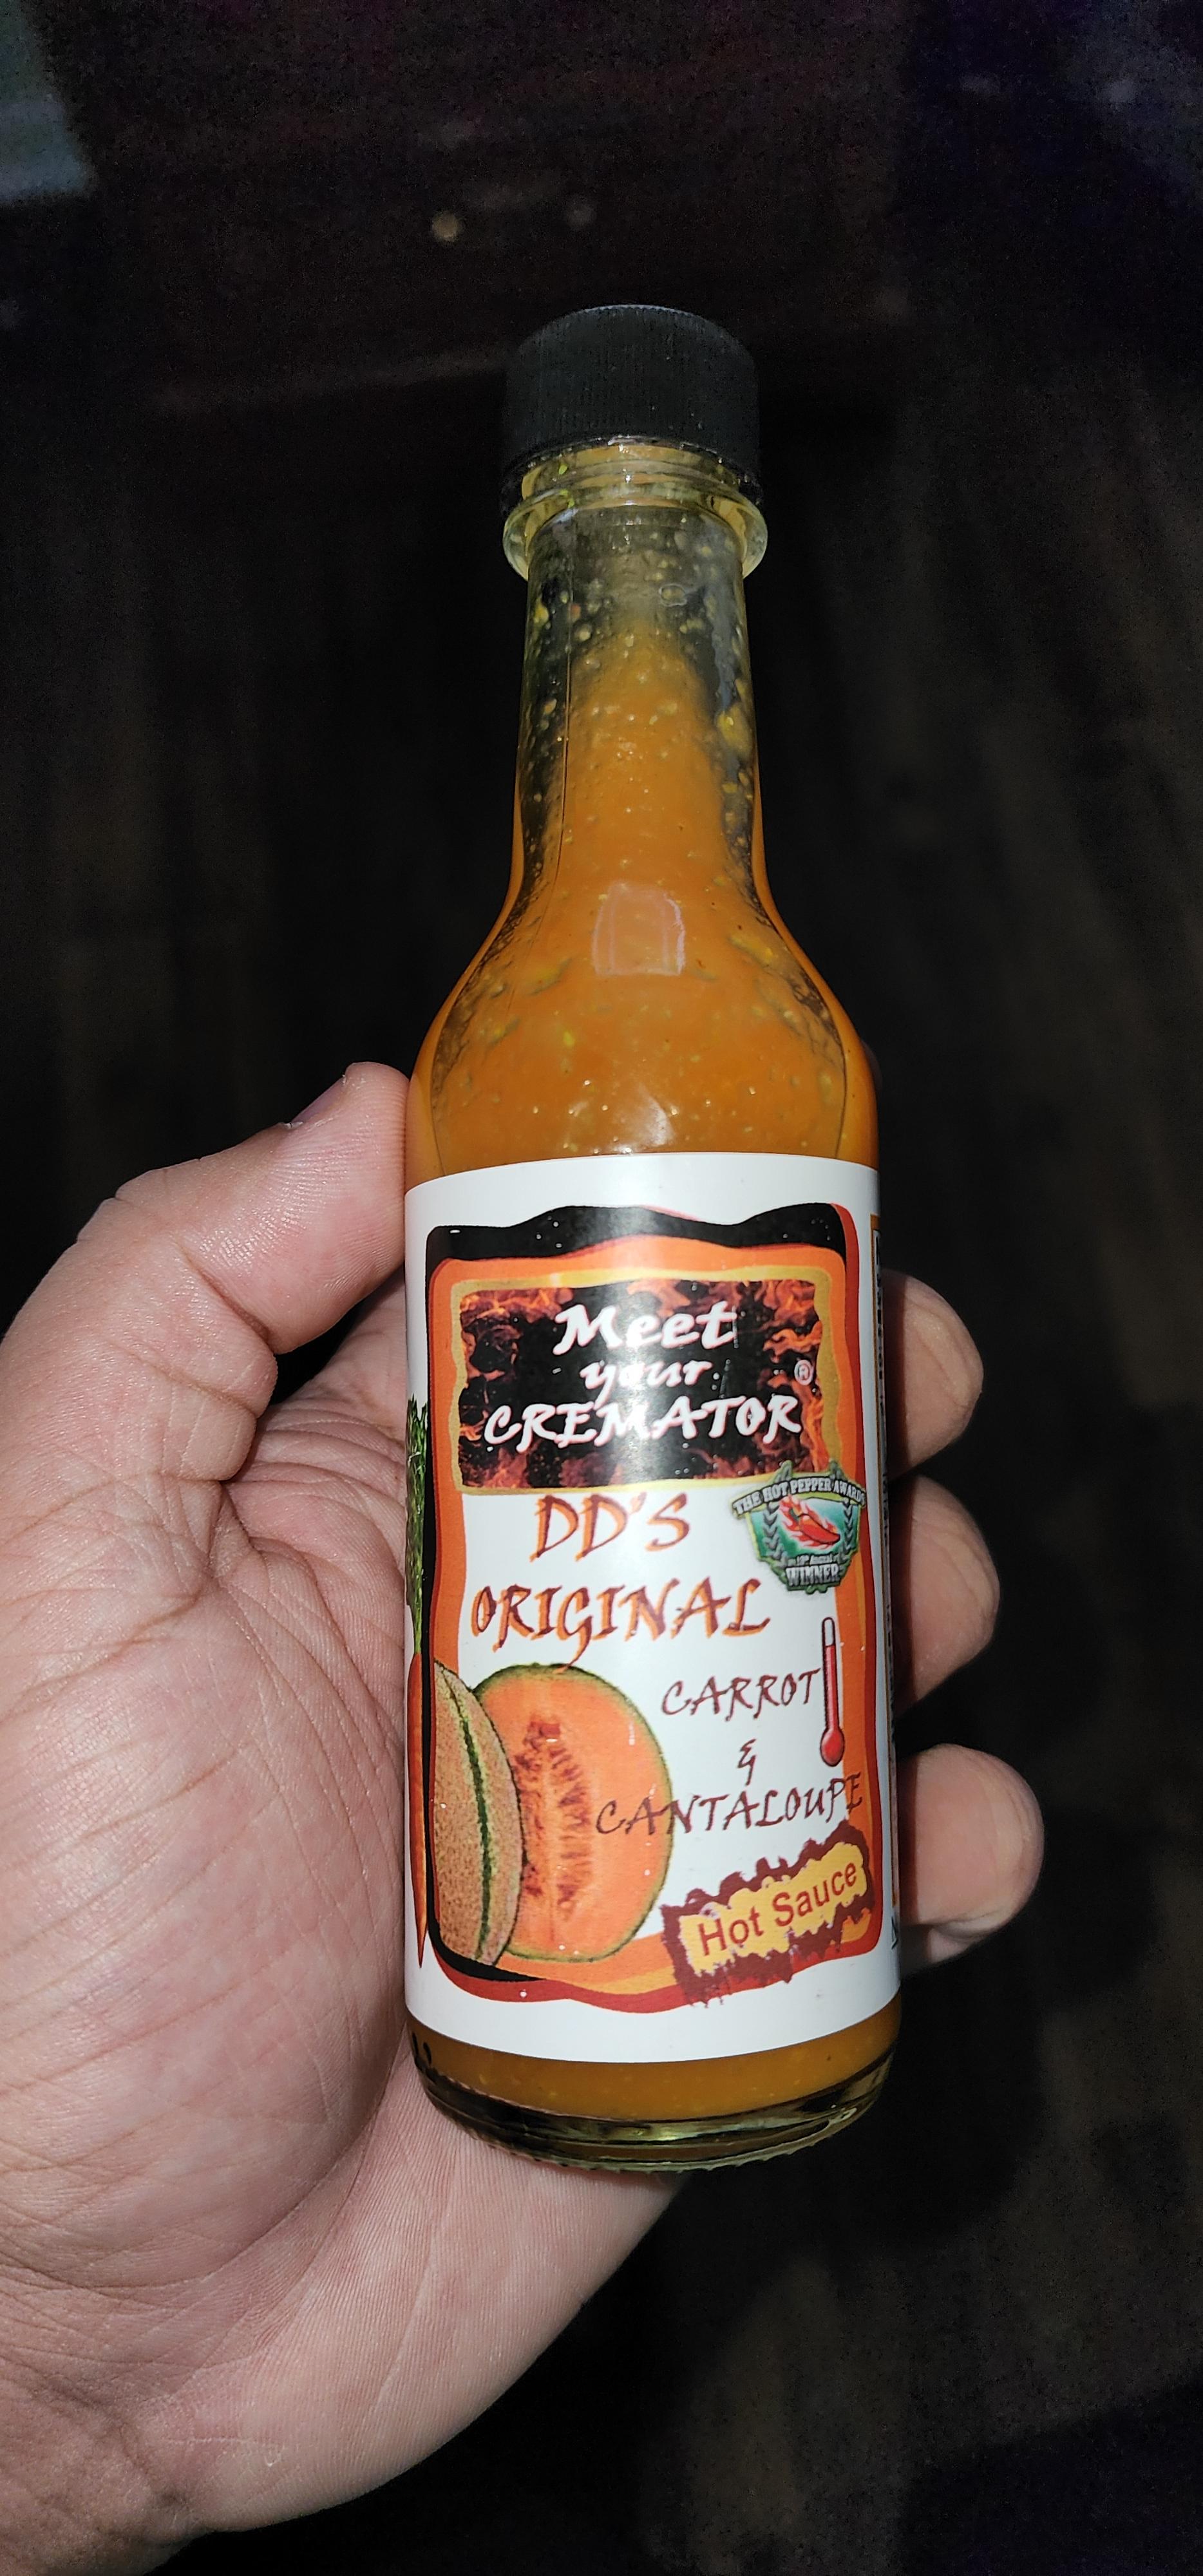 Meet
your
CREMATOR®
DD'S
ORIGINAL
THE HOT PEPPER AWARDS
WINNER
CARROT
&
CANTALOUPE
Hot Sauce